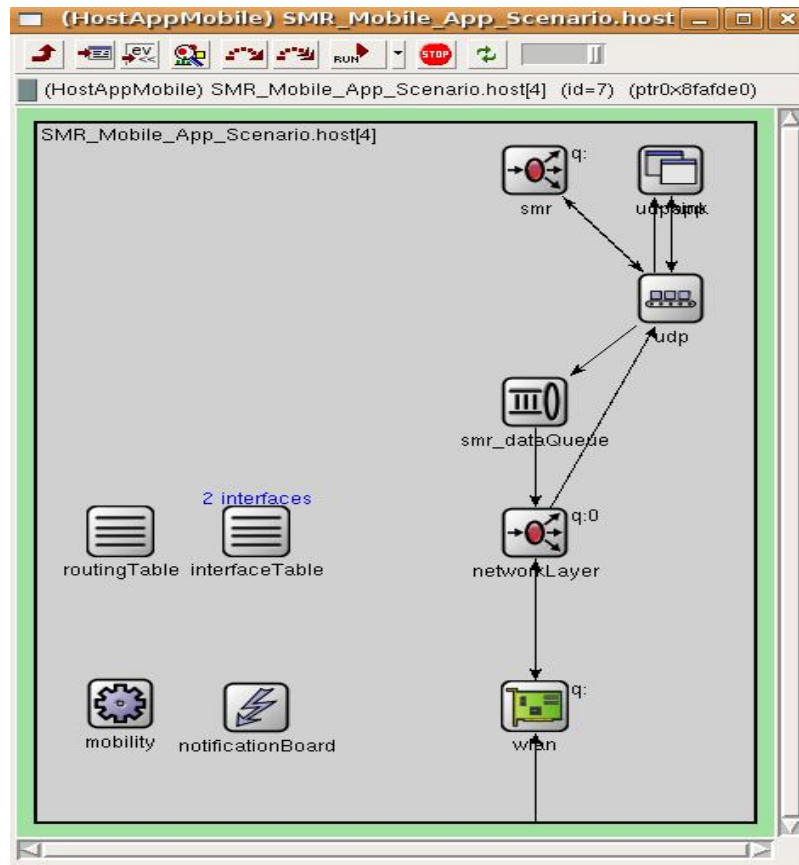 (HostAppMobile) SMR_Mobile_App_Scenario.host
ev
<<
RUN
STOP
(HostAppMobile) SMR_Mobile_App_Scenario.host[4] (id=7) (ptr0x8fafde0)
SMR_Mobile_App_Scenario.host[4]
q:
smr
udp
smr_dataQueue
2 interfaces
q:0
routingTable interfaceTable
networkLayer
q:
mobility
notificationBoard
wlan